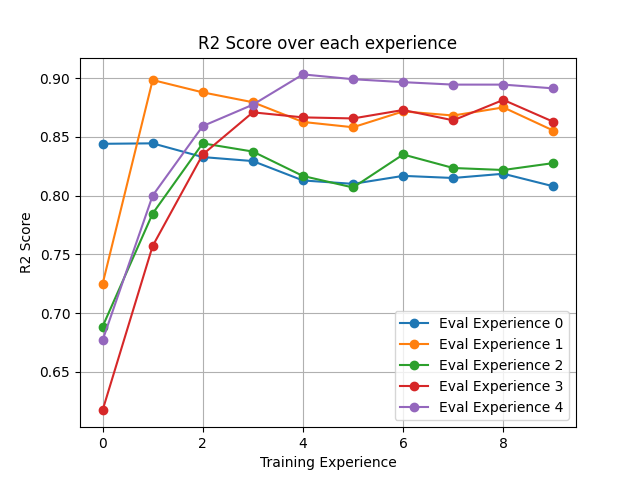 R2 Score over each experience
0.90
0.85
0.80
0.75
0.70
0.65
R2 Score
0
2
4
6
8
Training Experience
Eval Experience 0
Eval Experience 1
Eval Experience 2
Eval Experience 3
Eval Experience 4